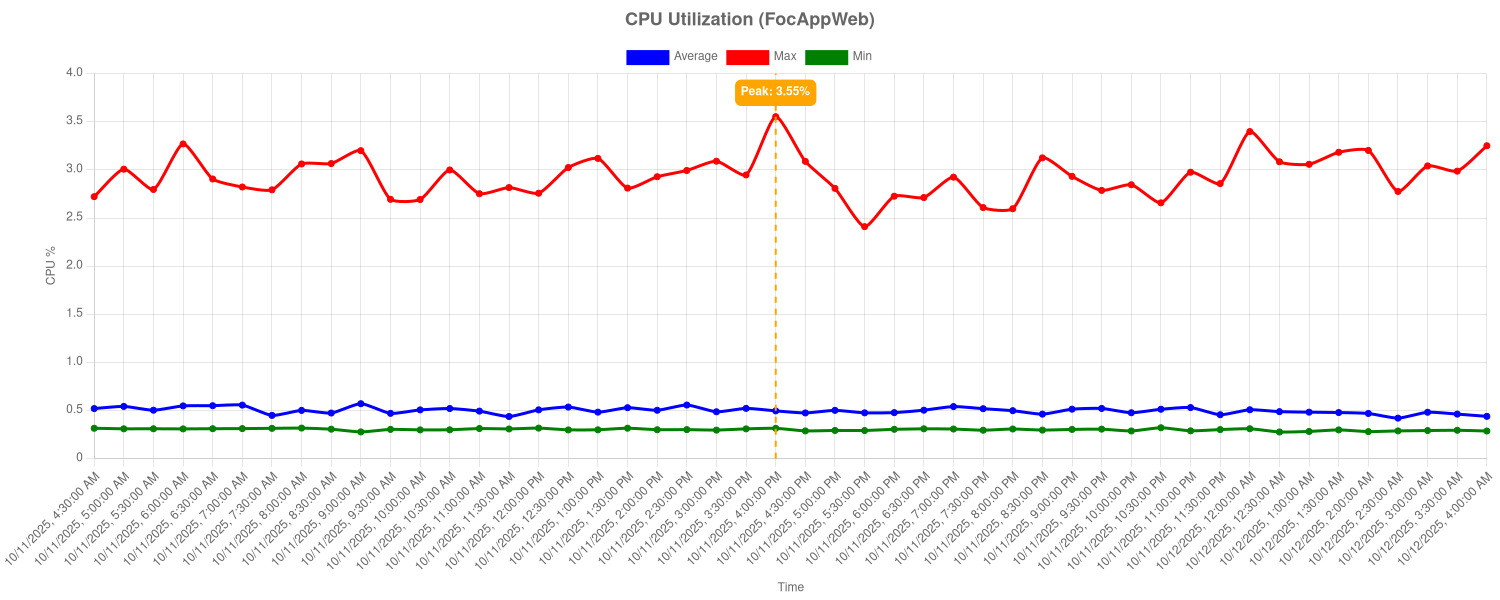 CPU Utilization (FocAppWeb)
Average
Max
Min
4.0
Peak: 3.55%
3.5
3.0
2.5
2.0
1.5
1.0
0.5
0
CPU %
10/11/2025, 4:30:00 AM
10/11/2025, 5:00:00 AM
10/11/2025, 5:30:00 AM
10/11/2025, 6:00:00 AM
10/11/2025, 6:30:00 AM
10/11/2025, 7:00:00 AM
10/11/2025, 7:30:00 AM
10/11/2025, 8:00:00 AM
10/11/2025, 8:30:00 AM
10/11/2025, 9:00:00 AM
10/11/2025, 9:30:00 AM
10/11/2025, 10:00:00 AM
10/11/2025, 10:30:00 AM
10/11/2025, 11:00:00 AM
10/11/2025, 11:30:00 AM
10/11/2025, 12:00:00 PM
10/11/2025, 12:30:00 PM
10/11/2025, 1:00:00 PM
10/11/2025, 1:30:00 PM
10/11/2025, 2:00:00 PM
10/11/2025, 2:30:00 PM
10/11/2025, 3:00:00 PM
10/11/2025, 3:30:00 PM
10/11/2025, 4:00:00 PM
10/11/2025, 4:30:00 PM
10/11/2025, 5:00:00 PM
10/11/2025, 5:30:00 PM
10/11/2025, 6:00:00 PM
10/11/2025, 6:30:00 PM
10/11/2025, 7:00:00 PM
10/11/2025, 7:30:00 PM
10/11/2025, 8:00:00 PM
10/11/2025, 8:30:00 PM
10/11/2025, 9:00:00 PM
10/11/2025, 9:30:00 PM
10/11/2025, 10:00:00 PM
10/11/2025, 10:30:00 PM
10/11/2025, 11:00:00 PM
10/11/2025, 11:30:00 PM
10/12/2025, 12:00:00 AM
10/12/2025, 12:30:00 AM
10/12/2025, 1:00:00 AM
10/12/2025, 1:30:00 AM
10/12/2025, 2:00:00 AM
10/12/2025, 2:30:00 AM
10/12/2025, 3:00:00 AM
10/12/2025, 3:30:00 AM
10/12/2025, 4:00:00 AM
Time